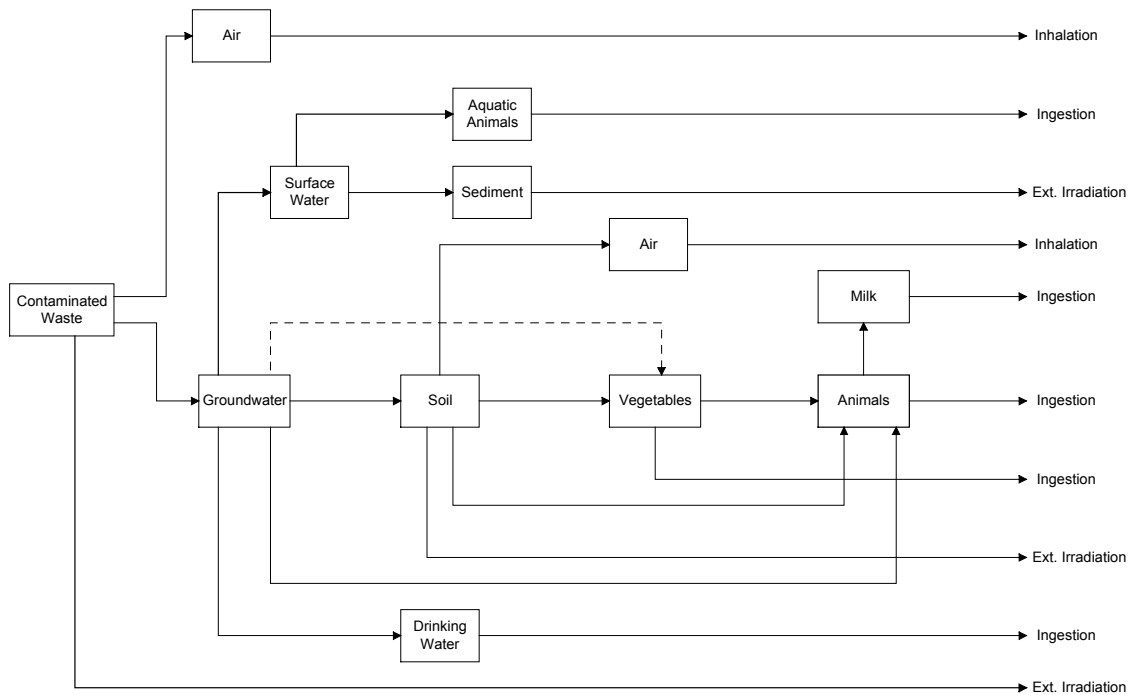 Air
Inhalation
Aquatic
Animals
Ingestion
Surface
Water
Sediment
Ext. Irradiation
Air
Inhalation
Contaminated
Waste
Milk
Ingestion
Groundwater
Soil
Vegetables
Animals
Ingestion
Ingestion
Ext. Irradiation
Drinking
Water
Ingestion
Ext. Irradiation